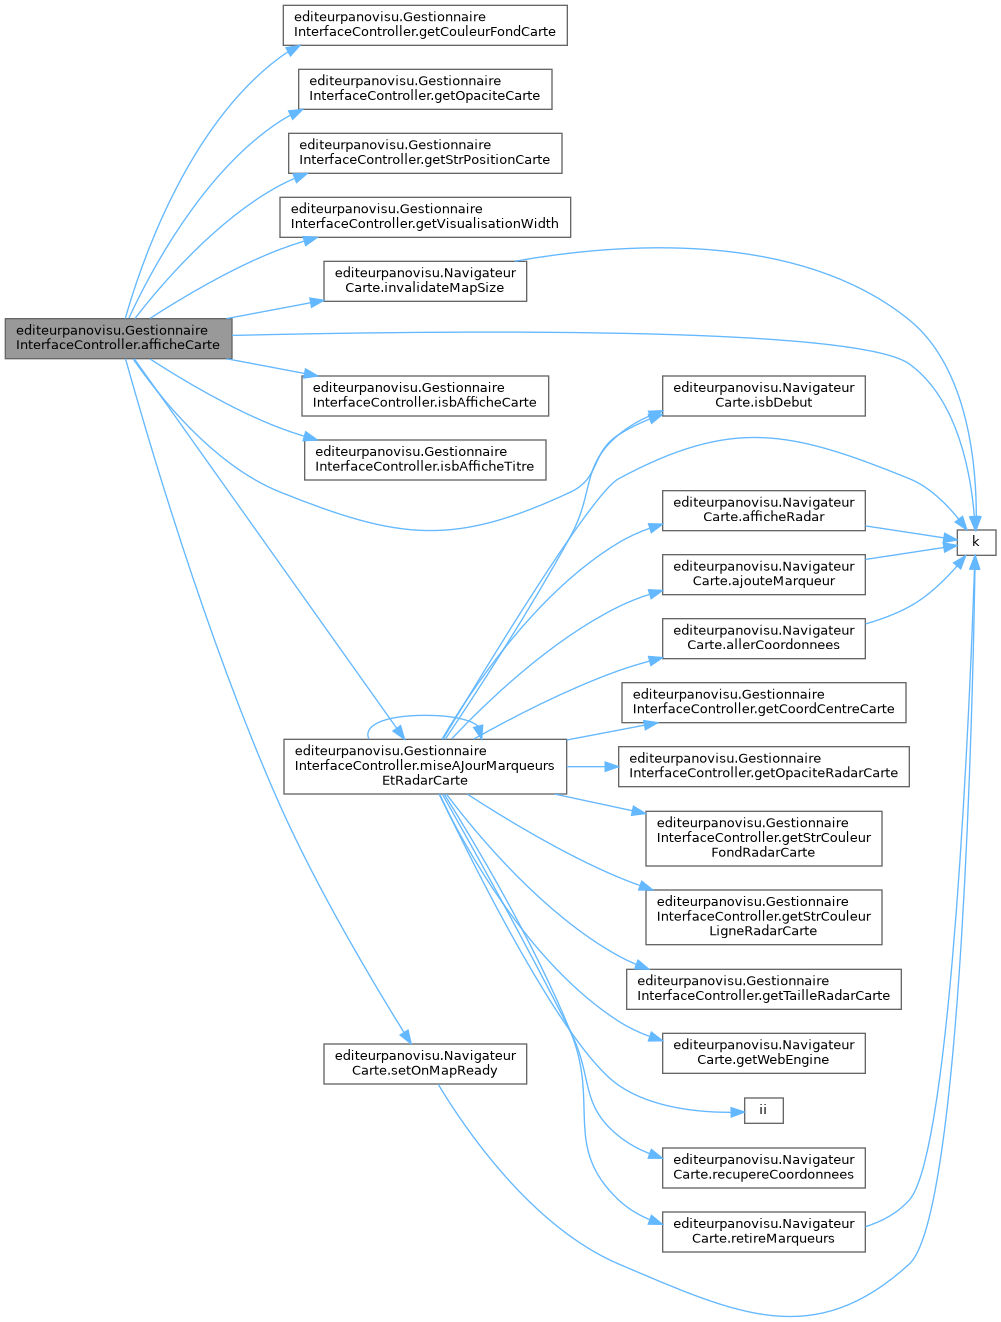 editeurpanovisu.Gestionnaire
InterfaceController.getCouleurFondCarte
editeurpanovisu.Gestionnaire
InterfaceController.getOpaciteCarte
editeurpanovisu.Gestionnaire
InterfaceController.getStrPositionCarte
editeurpanovisu.Gestionnaire
InterfaceController.getVisualisationWidth
editeurpanovisu.Navigateur
Carte.invalidateMapSize
editeurpanovisu.Gestionnaire
InterfaceController.afficheCarte
editeurpanovisu.Gestionnaire
InterfaceController.isbAfficheCarte
editeurpanovisu.Navigateur
Carte.isbDebut
editeurpanovisu.Gestionnaire
InterfaceController.isbAfficheTitre
editeurpanovisu.Navigateur
Carte.afficheRadar
k
editeurpanovisu.Navigateur
Carte.ajouteMarqueur
editeurpanovisu.Navigateur
Carte.allerCoordonnees
editeurpanovisu.Gestionnaire
InterfaceController.getCoordCentreCarte
editeurpanovisu.Gestionnaire
InterfaceController.miseAJourMarqueurs
EtRadarCarte
editeurpanovisu.Gestionnaire
InterfaceController.getOpaciteRadarCarte
editeurpanovisu.Gestionnaire
InterfaceController.getStrCouleur
FondRadarCarte
editeurpanovisu.Gestionnaire
InterfaceController.getStrCouleur
LigneRadarCarte
editeurpanovisu.Gestionnaire
InterfaceController.getTailleRadarCarte
editeurpanovisu.Navigateur
Carte.getWebEngine
editeurpanovisu.Navigateur
Carte.setOnMapReady
ii
editeurpanovisu.Navigateur
Carte.recupereCoordonnees
editeurpanovisu.Navigateur
Carte.retireMarqueurs